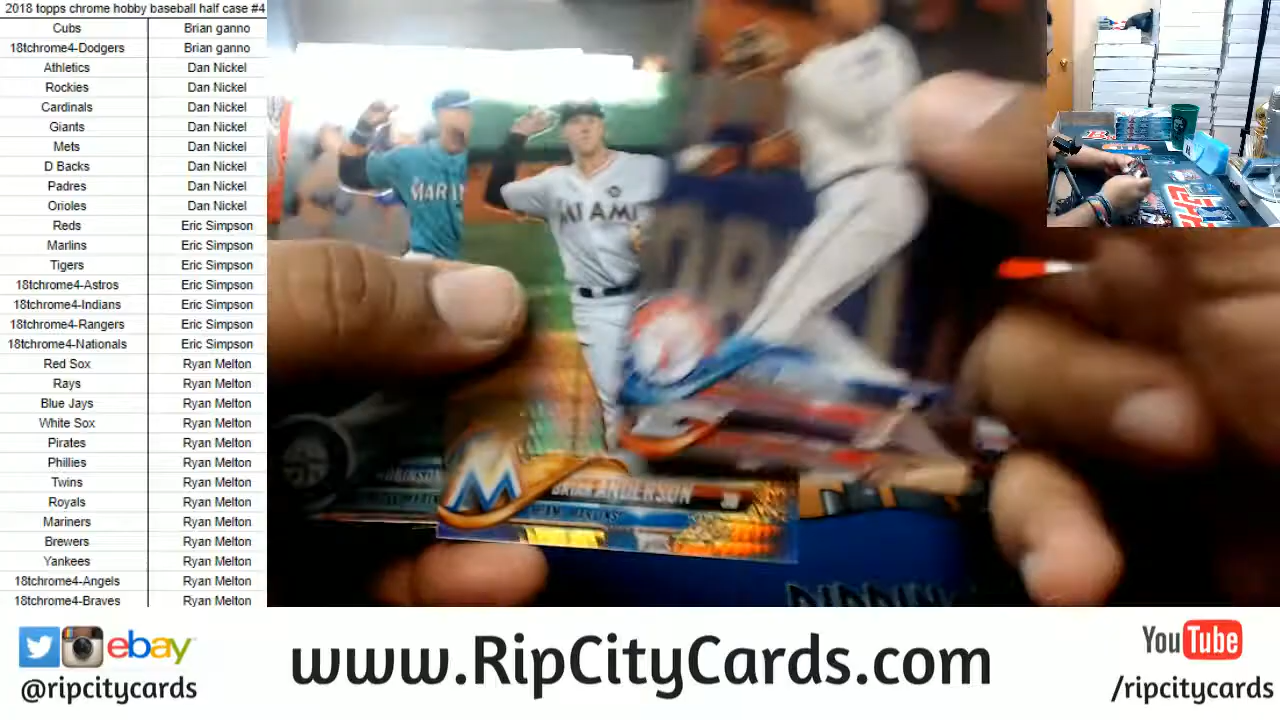 2018 topps chrome hobby baseball half case #4
Cubs Brian ganno
18tchrome4-Dodgers Brian ganno
Athletics Dan Nickel
Rockies Dan Nickel
Cardinals Dan Nickel
Giants Dan Nickel
Mets Dan Nickel
D Backs Dan Nickel
Padres Dan Nickel
Orioles Dan Nickel
Reds Eric Simpson
Marlins Eric Simpson
Tigers Eric Simpson
18tchrome4-Astros Eric Simpson
18tchrome4-Indians Eric Simpson
18tchrome4-Rangers Eric Simpson
18tchrome4-Nationals Eric Simpson
Red Sox Ryan Melton
Rays Ryan Melton
Blue Jays Ryan Melton
White Sox Ryan Melton
Pirates Ryan Melton
Phillies Ryan Melton
Twins Ryan Melton
Royals Ryan Melton
Mariners Ryan Melton
Brewers Ryan Melton
Yankees Ryan Melton
18tchrome4-Angels Ryan Melton
18tchrome4-Braves Ryan Melton
MIAMI
M
BRIAN ANDERSON
ebay
@ripcitycards
www.RipCityCards.com
YouTube
/ripcitycards